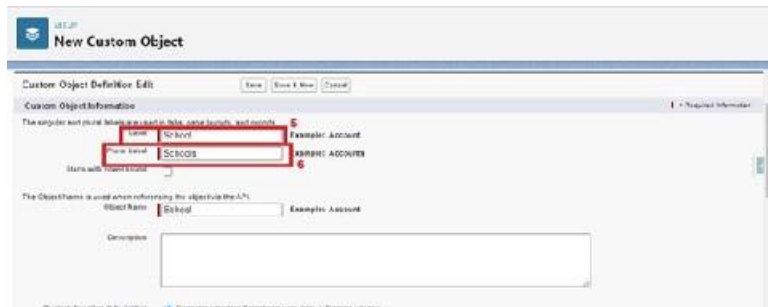 SETUP
New Custom Object
Custom Object Definition Edit Save Save & New Cancel
Custom Object Information = Required Information
The singular and plural labels are used in tabs, page layouts, and reports. 5
Label School Example: Account
Plural Label Schools Example: Accounts
6
Starts with vowel sound
The Object Name is used when referencing the object via the API.
Object Name School Example: Account
Description